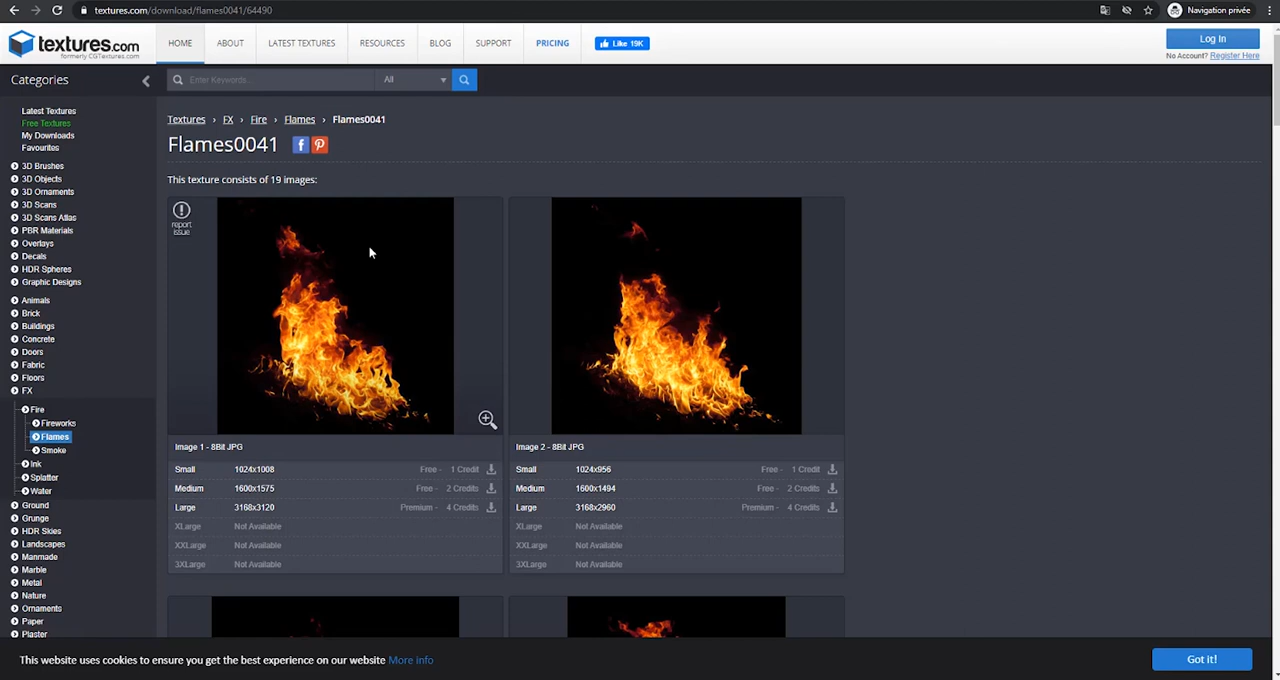 textures.com/download/flames0041/64490
Navigation privée
textures.com
formerly CGTextures.com
HOME
ABOUT
LATEST TEXTURES
RESOURCES
BLOG
SUPPORT
PRICING
Like 19K
Log In
No Account? Register Here
Categories
Enter Keywords...
All
Latest Textures
Free Textures
My Downloads
Favourites
3D Brushes
3D Objects
3D Ornaments
3D Scans
3D Scans Atlas
PBR Materials
Overlays
Decals
HDR Spheres
Graphic Designs
Animals
Brick
Buildings
Concrete
Doors
Fabric
Floors
FX
Fire
Fireworks
Flames
Smoke
Ink
Splatter
Water
Ground
Grunge
HDR Skies
Landscapes
Manmade
Marble
Metal
Nature
Ornaments
Paper
Plaster
Textures › FX › Fire › Flames › Flames0041
Flames0041
This texture consists of 19 images:
report
issue
Image 1 - 8Bit JPG
Small 1024x1008 Free - 1 Credit
Medium 1600x1575 Free - 2 Credits
Large 3168x3120 Premium - 4 Credits
XLarge Not Available
XXLarge Not Available
3XLarge Not Available
Image 2 - 8Bit JPG
Small 1024x956 Free - 1 Credit
Medium 1600x1494 Free - 2 Credits
Large 3168x2960 Premium - 4 Credits
XLarge Not Available
XXLarge Not Available
3XLarge Not Available
This website uses cookies to ensure you get the best experience on our website More info
Got it!